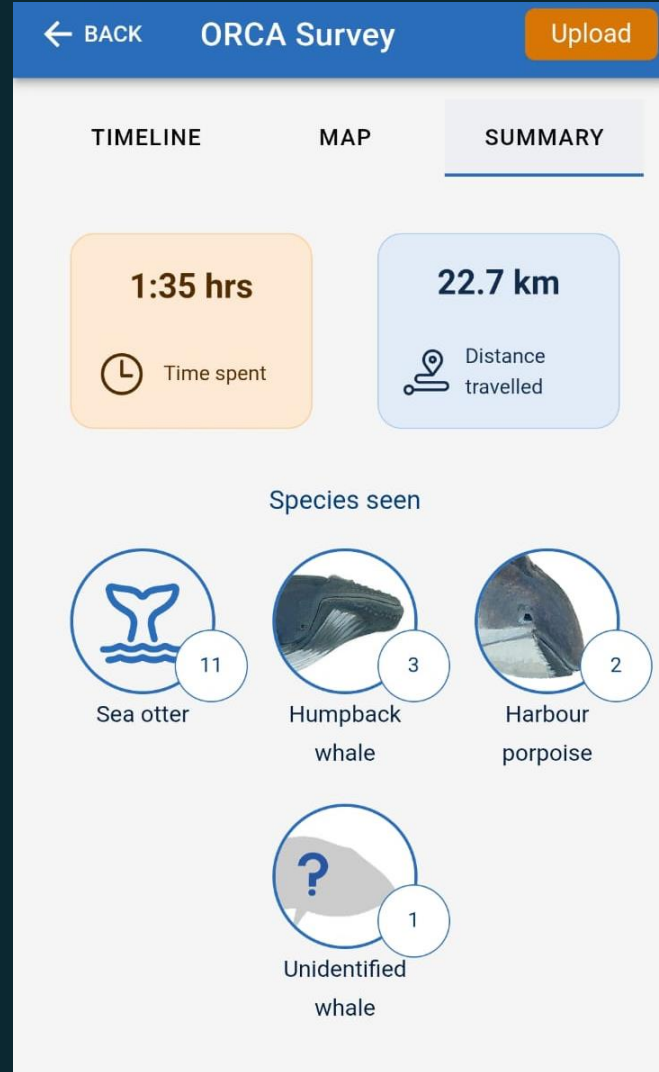 ← BACK ORCA Survey Upload
TIMELINE MAP SUMMARY
1:35 hrs
Time spent
22.7 km
Distance
travelled
Species seen
11
Sea otter
3
Humpback
whale
2
Harbour
porpoise
?
1
Unidentified
whale